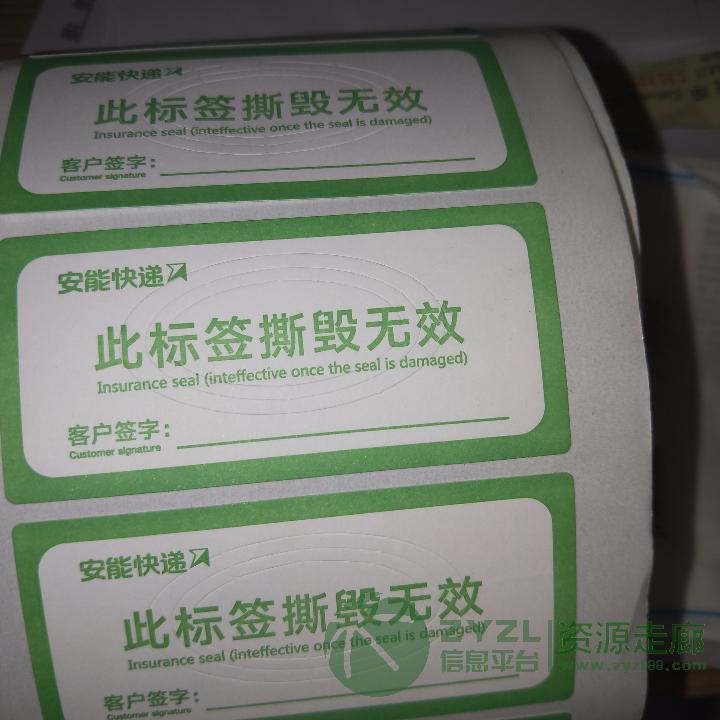 安能快递
此标签撕毁无效
Insurance seal (inteffective once the seal is damaged)
客户签字：
Customer signature
安能快递
此标签撕毁无效
Insurance seal (inteffective once the seal is damaged)
客户签字：
Customer signature
安能快递
此标签撕毁无效
Insurance seal (inteffective once the seal is damaged)
客户签字：
Customer signature
ZYZL 资源走廊
信息平台 www.zyzl88.com